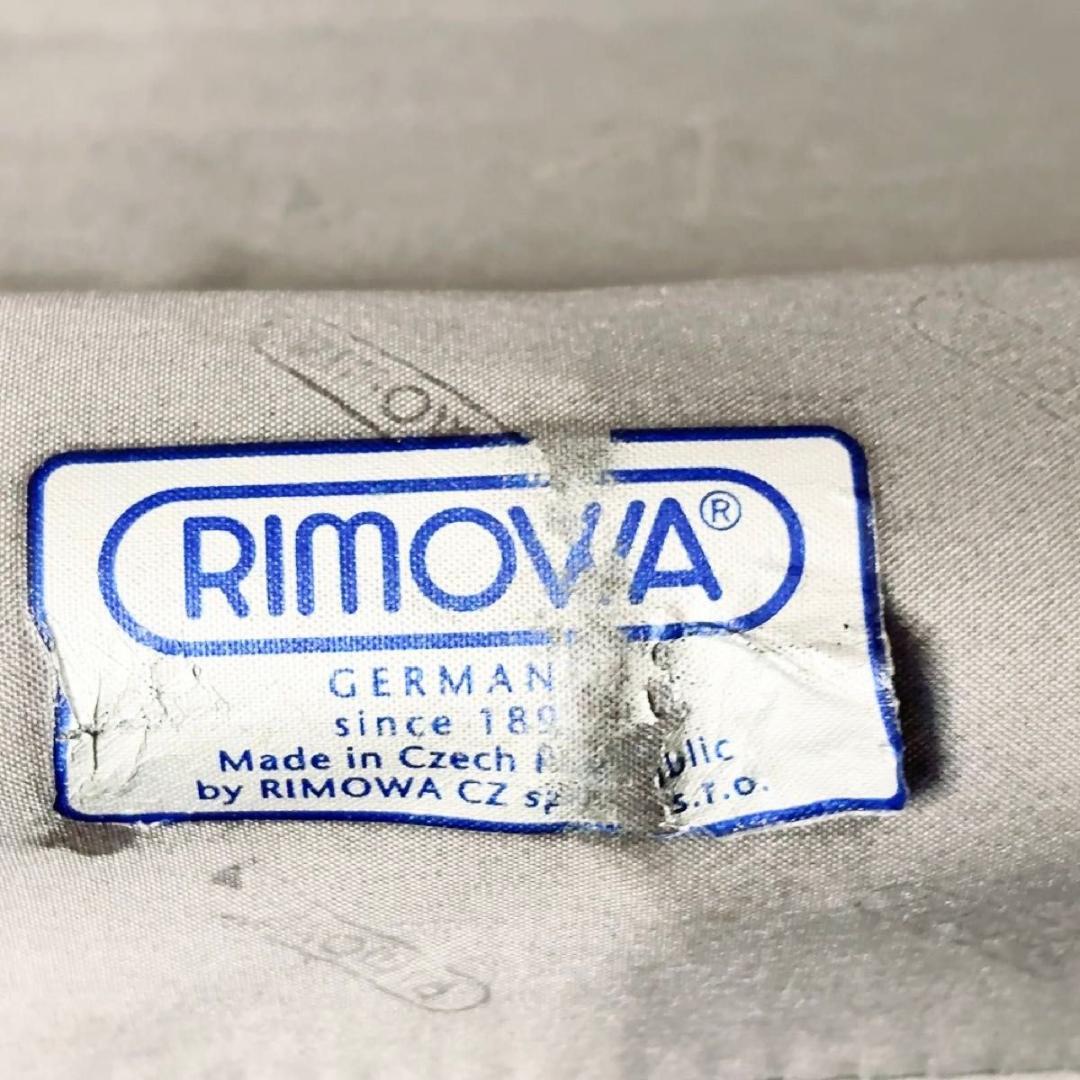 RIMOWA®
GERMAN
since 189
Made in Czech
by RIMOWA CZ s.r.o.